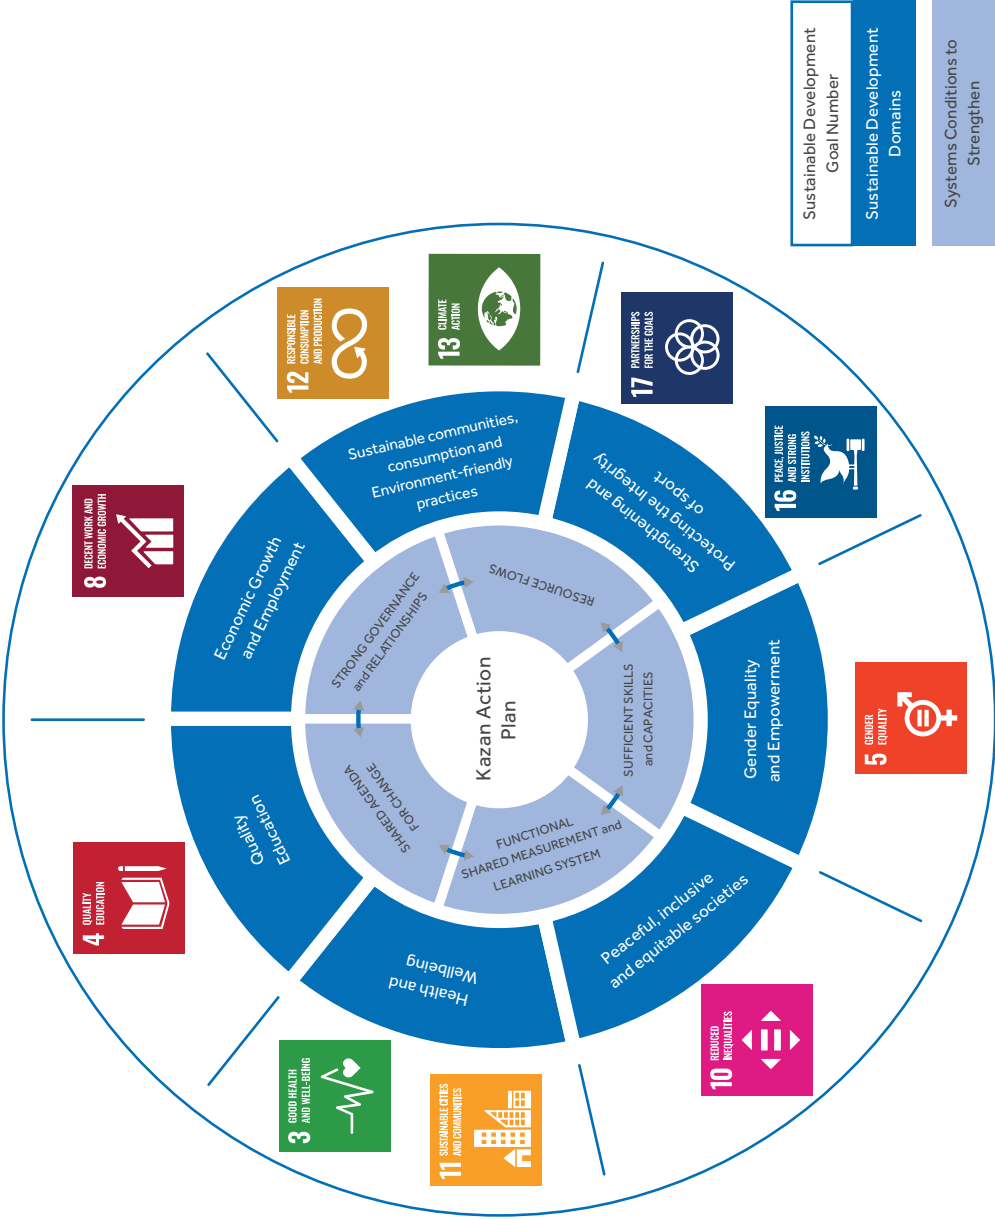 Kazan Action
Plan
STRONG GOVERNANCE
and RELATIONSHIPS
RESOURCE FLOWS
SUFFICIENT SKILLS
and CAPACITIES
FUNCTIONAL
SHARED MEASUREMENT and
LEARNING SYSTEM
SHARED AGENDA
FOR CHANGE
Economic Growth
and Employment
Sustainable communities,
consumption and
Environment-friendly
practices
Strengthening and
Protecting the Integrity
of sport
Gender Equality
and Empowerment
Peaceful, inclusive
and equitable societies
Health and
Wellbeing
Quality
Education
8 DECENT WORK AND
ECONOMIC GROWTH
12 RESPONSIBLE
CONSUMPTION
AND PRODUCTION
13 CLIMATE
ACTION
17 PARTNERSHIPS
FOR THE GOALS
16 PEACE, JUSTICE
AND STRONG
INSTITUTIONS
5 GENDER
EQUALITY
10 REDUCED
INEQUALITIES
11 SUSTAINABLE CITIES
AND COMMUNITIES
3 GOOD HEALTH
AND WELL-BEING
4 QUALITY
EDUCATION
Sustainable Development
Goal Number
Sustainable Development
Domains
Systems Conditions to
Strengthen